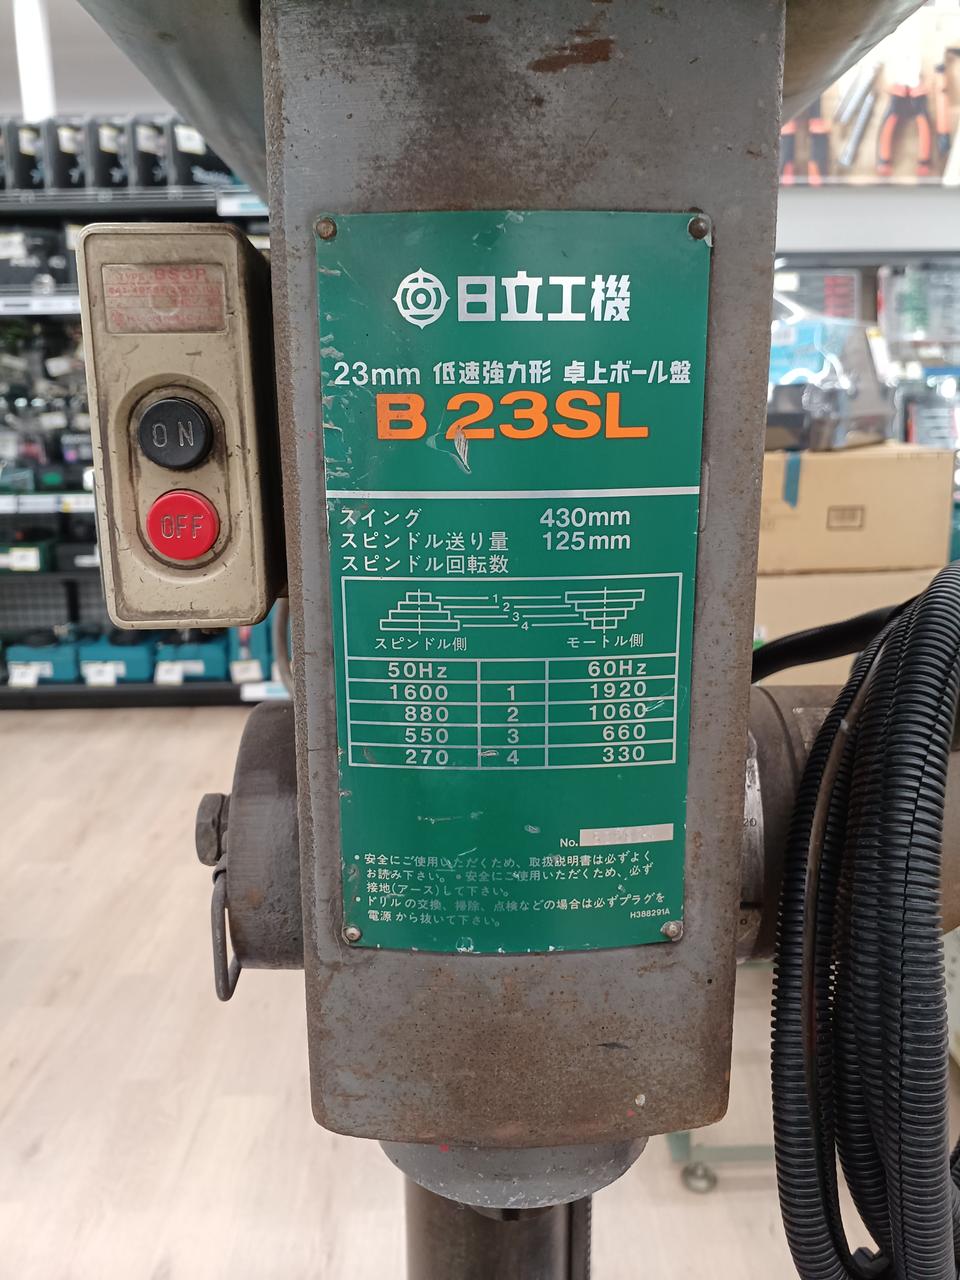 TYPE BS3P
ON
OFF
日立工機
23mm 低速強力形 卓上ボール盤
B23SL
スイング 430mm
スピンドル送り量 125mm
スピンドル回転数
1
2
3
4
スピンドル側 モートル側
50Hz 60Hz
1600 1 1920
880 2 1060
550 3 660
270 4 330
No.
・安全にご使用いただくため、取扱説明書は必ずよく
お読み下さい。・安全にご使用いただくため、必ず
接地(アース)して下さい。
・ドリルの交換、掃除、点検などの場合は必ずプラグを
電源から抜いて下さい。
H388291A
20